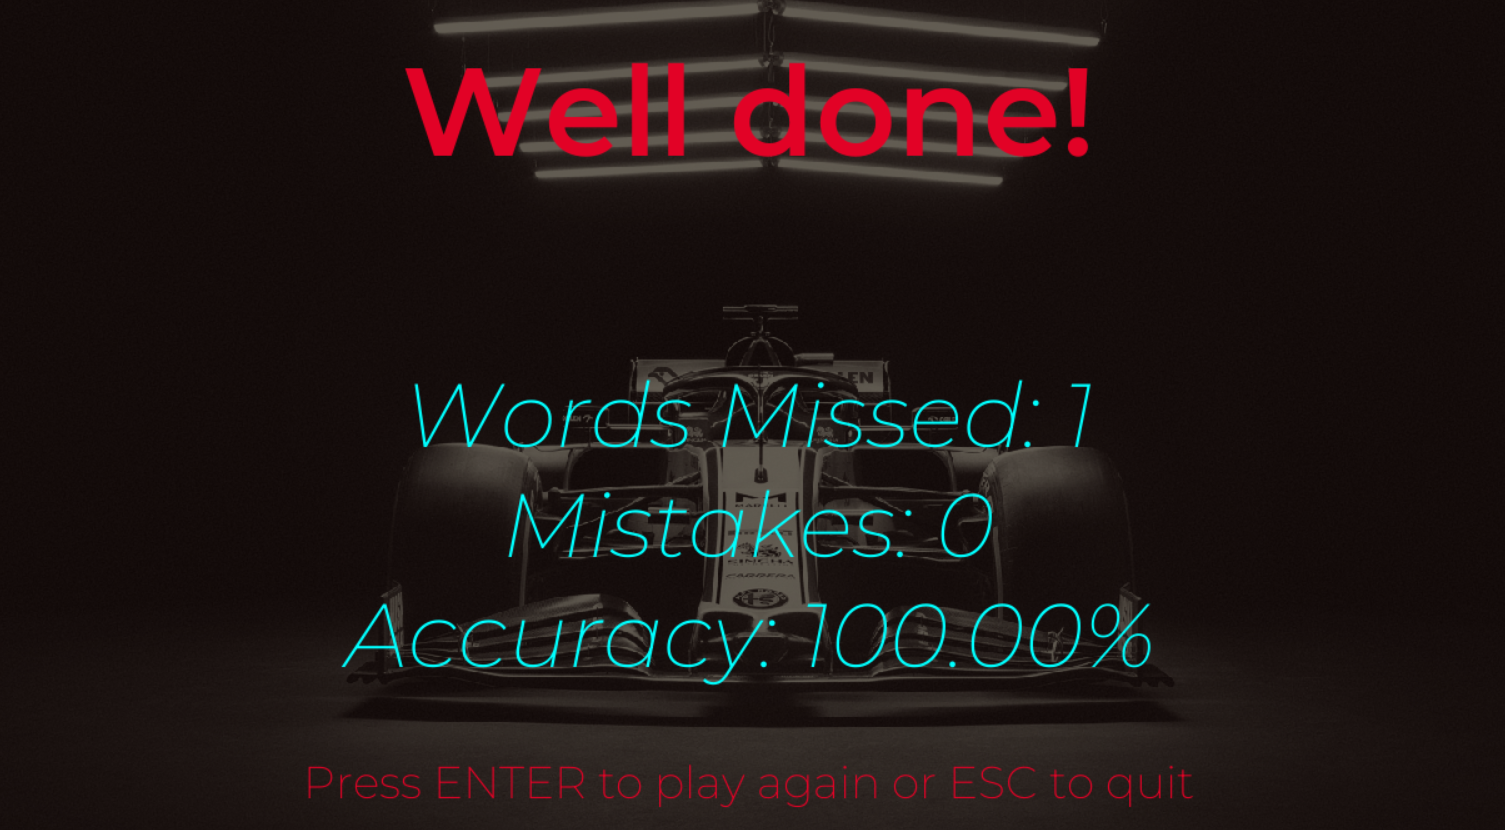 Well done!
Words Missed: 1
Mistakes: 0
Accuracy: 100.00%
Press ENTER to play again or ESC to quit